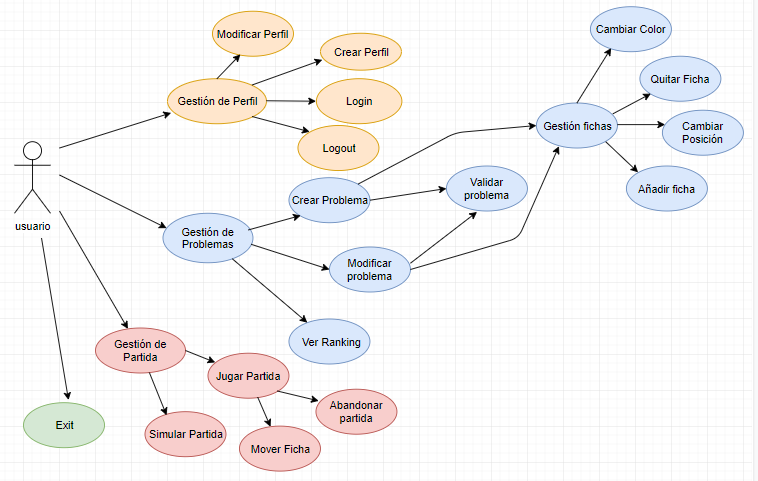 Modificar Perfil
Crear Perfil
Gestión de Perfil
Login
Logout
usuario
Cambiar Color
Quitar Ficha
Gestión fichas
Cambiar
Posición
Añadir ficha
Crear Problema
Validar
problema
Gestión de
Problemas
Modificar
problema
Ver Ranking
Gestión de
Partida
Jugar Partida
Abandonar
partida
Simular Partida
Mover Ficha
Exit